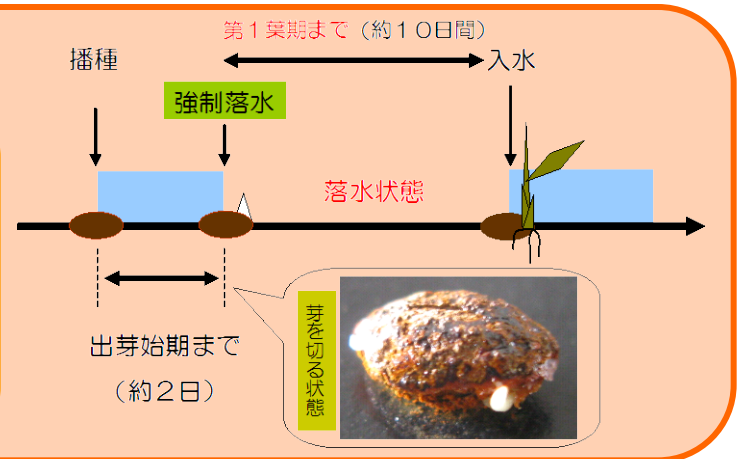 第１葉期まで（約１０日間）
播種
入水
強制落水
落水状態
出芽始期まで
（約２日）
芽を切る状態